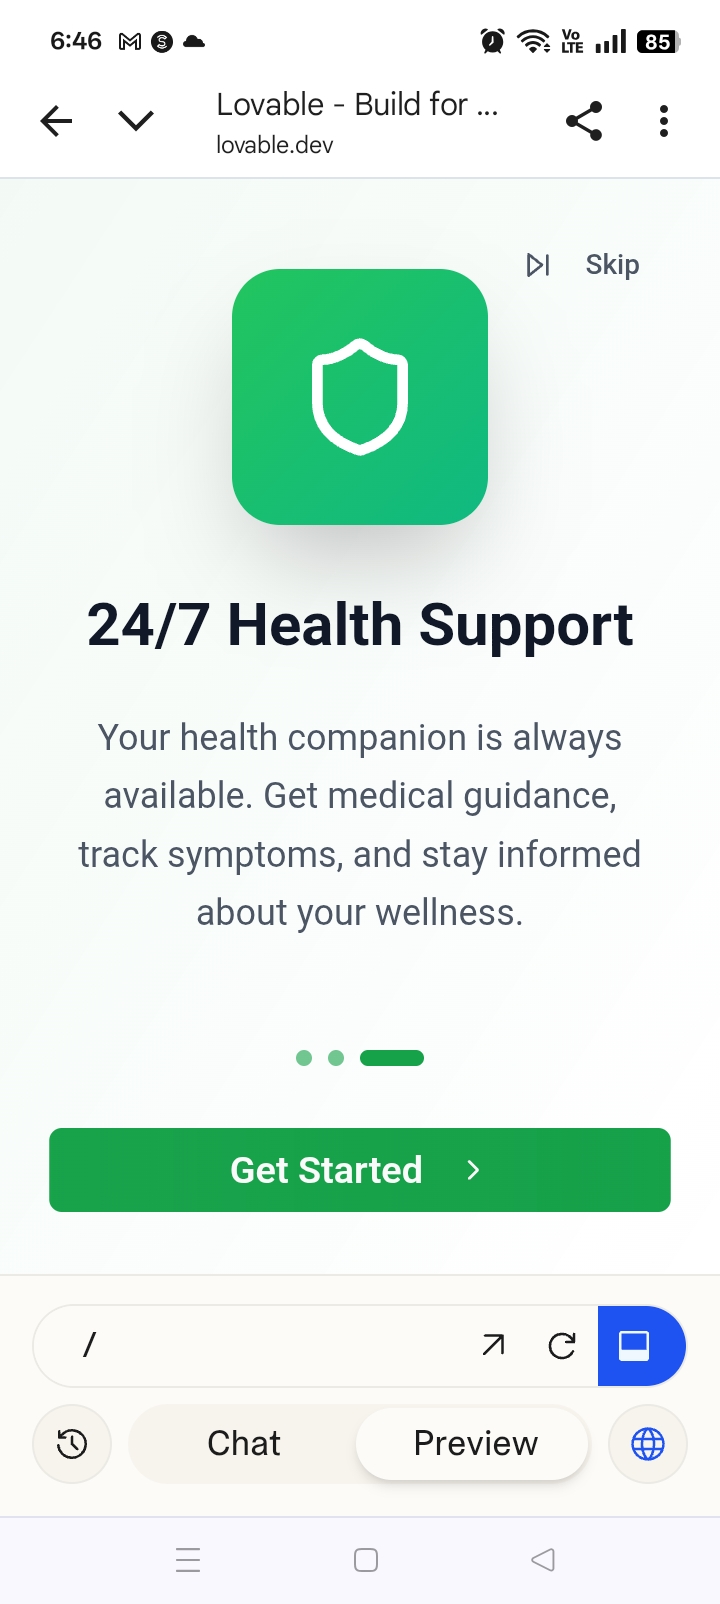 6:46
Vo LTE
85
Lovable - Build for ...
lovable.dev
Skip
24/7 Health Support
Your health companion is always
available. Get medical guidance,
track symptoms, and stay informed
about your wellness.
Get Started
/
Chat
Preview